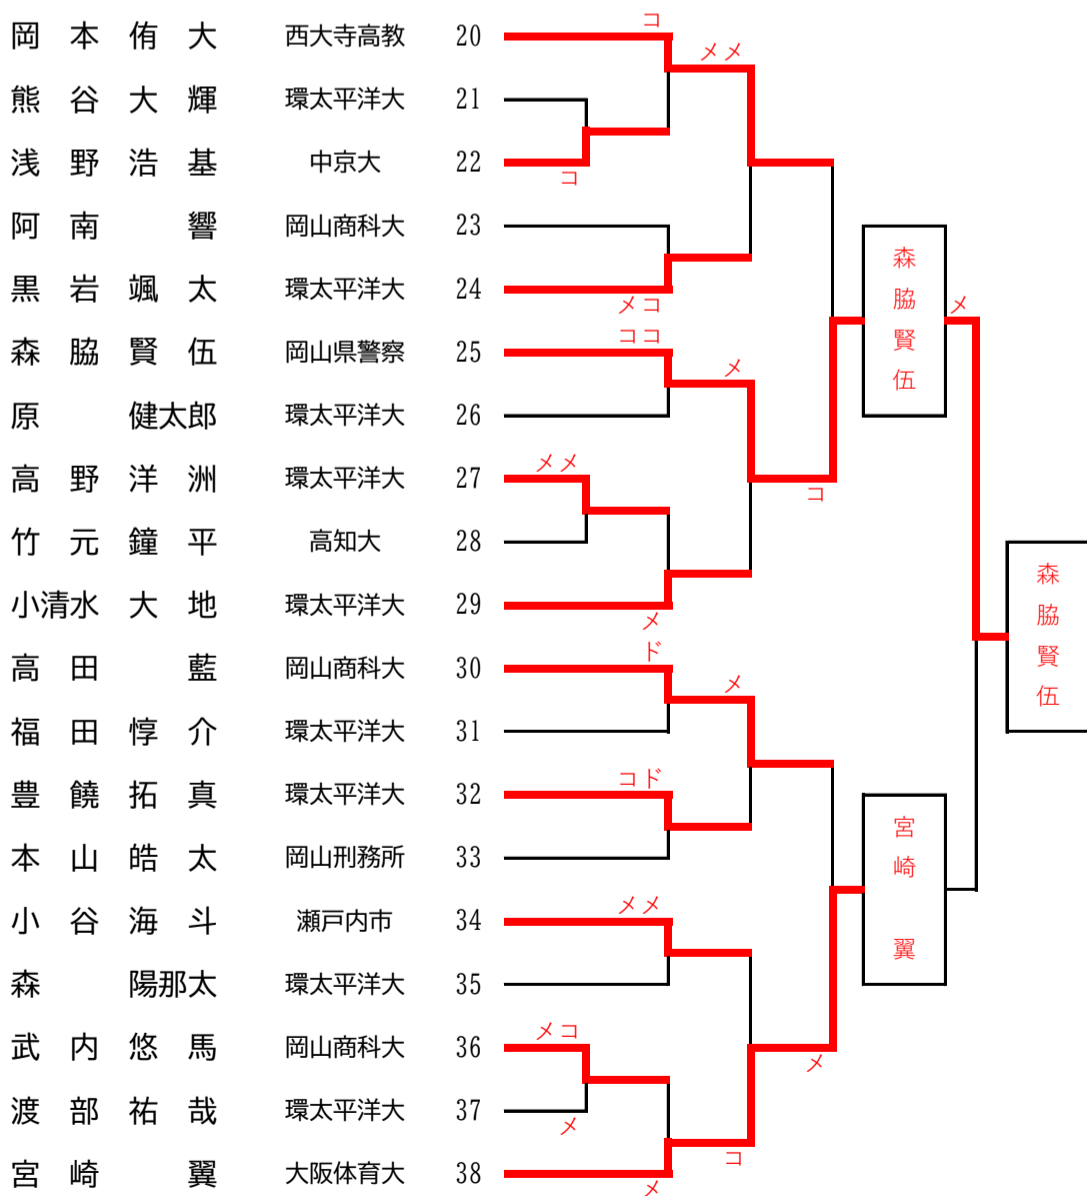 コ
岡本侑大 西大寺高教 20
メメ
熊谷大輝 環太平洋大 21
浅野浩基 中京大 22
コ
阿南響 岡山商科大 23
森脇賢伍
黒岩颯太 環太平洋大 24
メコ
メ
ココ
森脇賢伍 岡山県警察 25
メ
原健太郎 環太平洋大 26
メメ
高野洋洲 環太平洋大 27
コ
竹元鐘平 高知大 28
森脇賢伍
小清水大地 環太平洋大 29
メ
ド
高田藍 岡山商科大 30
メ
福田惇介 環太平洋大 31
コド
豊饒拓真 環太平洋大 32
宮崎翼
本山皓太 岡山刑務所 33
メメ
小谷海斗 瀬戸内市 34
森陽那太 環太平洋大 35
メコ
武内悠馬 岡山商科大 36
メ
渡部祐哉 環太平洋大 37
メ
コ
宮崎翼 大阪体育大 38
メ